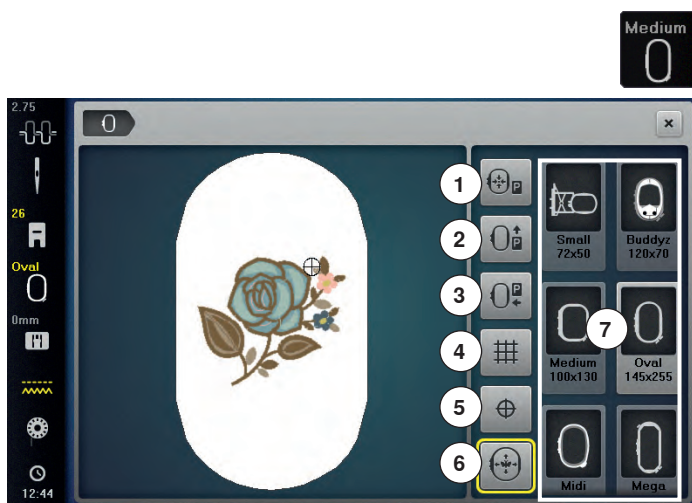 Medium
2.75
26
Oval
0mm
12:44
1
P
2
P
3
P
4
5
6
7
Small
72x50
Buddyz
120x70
Medium
100x130
Oval
145x255
Midi
Mega